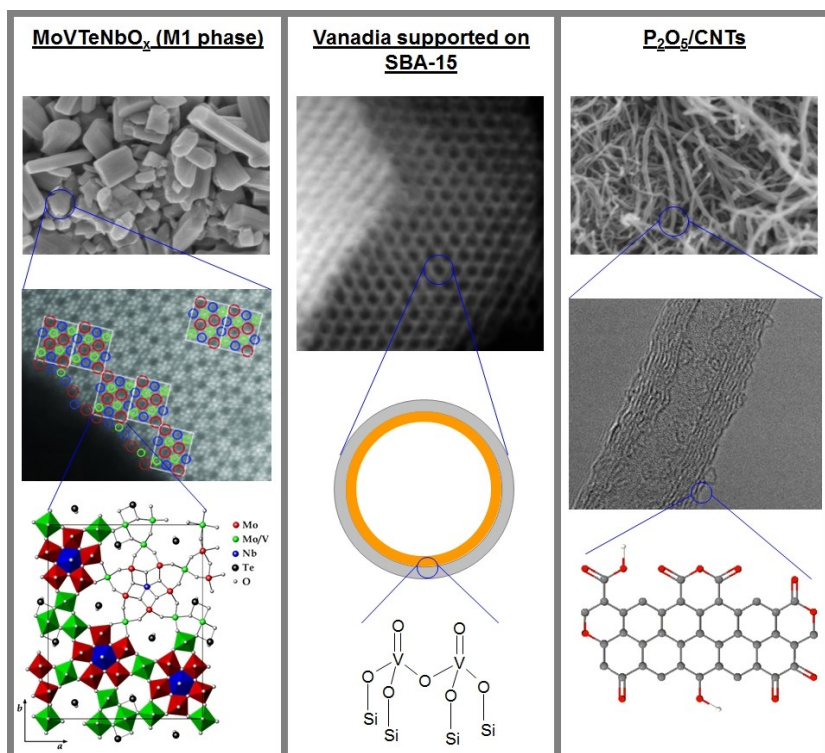 MoVTeNbOₓ (M1 phase)
Mo
Mo/V
Nb
Te
O
b
a
Vanadia supported on
SBA-15
O O
V V
O O O O O
Si Si Si Si
P₂O₅/CNTs